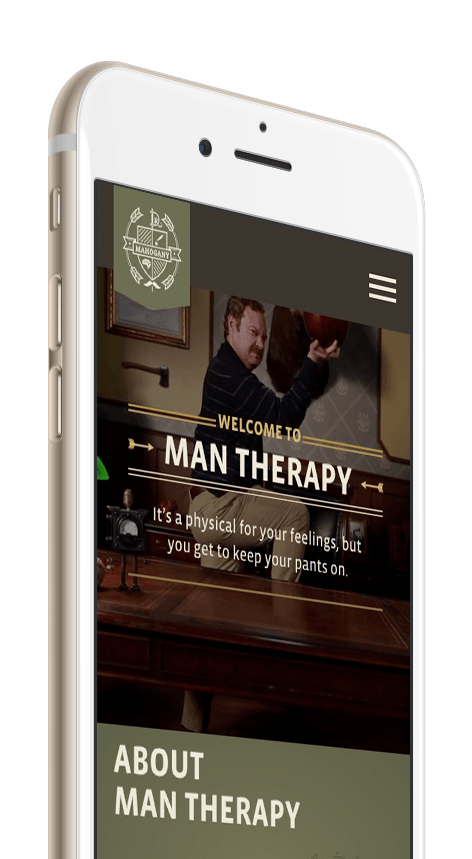 DR.
MAHOGANY
WELCOME TO
MAN THERAPY
It's a physical for your feelings, but
you get to keep your pants on.
ABOUT
MAN THERAPY